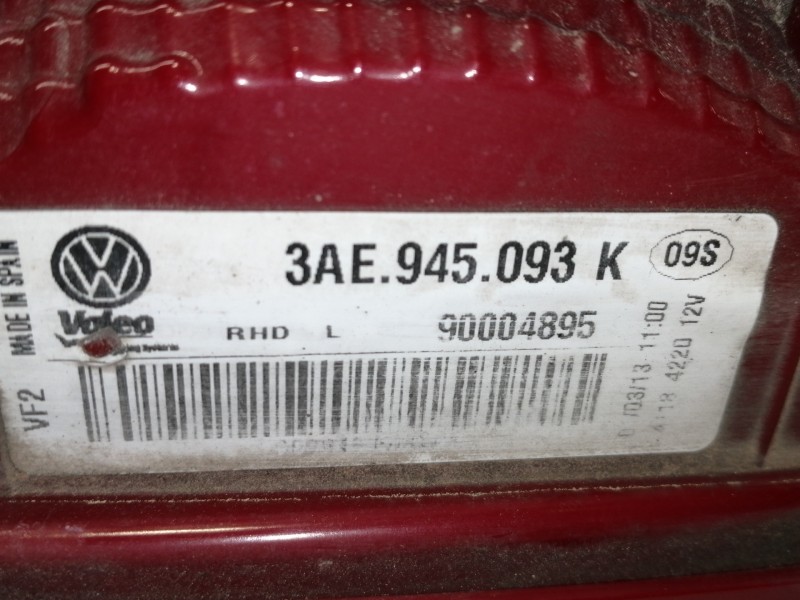 3AE.945.093 K
09S
Valeo
RHD L 90004895
MADE IN SPAIN
VF2
/03/13 11:00
4220 12V